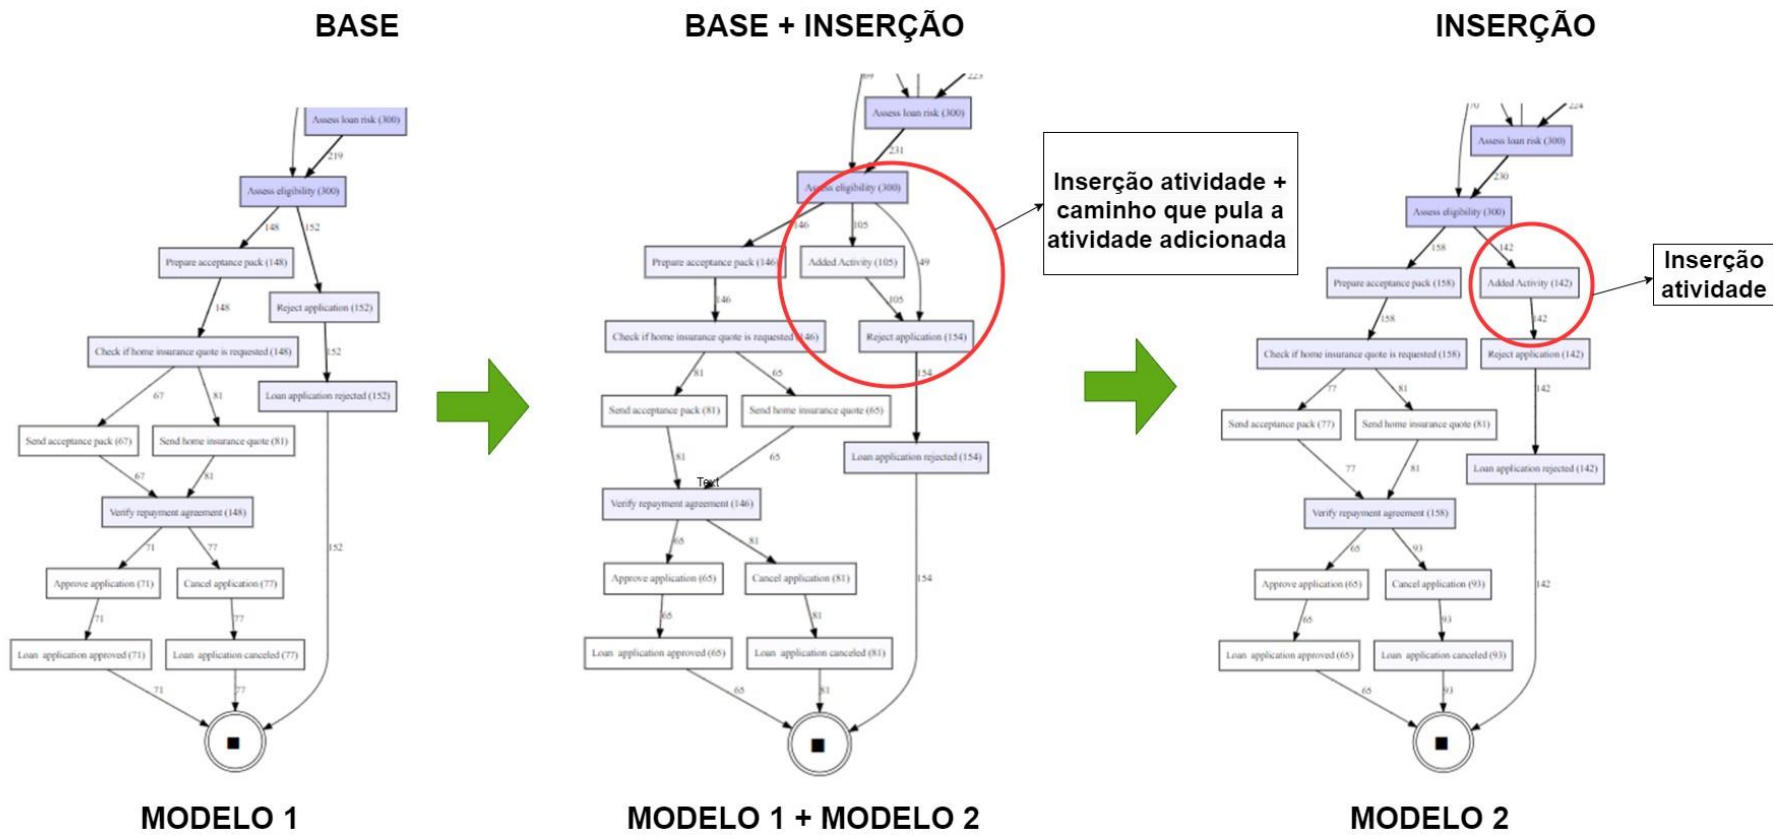 BASE
BASE + INSERÇÃO
INSERÇÃO
Assess loan risk (300)
219
Assess eligibility (300)
148
152
Prepare acceptance pack (148)
Reject application (152)
148
152
Check if home insurance quote is requested (148)
Loan application rejected (152)
67
81
Send acceptance pack (67)
Send home insurance quote (81)
67
81
Verify repayment agreement (148)
152
71
77
Approve application (71)
Cancel application (77)
71
77
Loan application approved (71)
Loan application canceled (77)
71
77
MODELO 1
69
223
Assess loan risk (300)
231
Assess eligibility (300)
146
105
49
Prepare acceptance pack (146)
Added Activity (105)
146
105
Check if home insurance quote is requested (146)
Reject application (154)
81
65
154
Send acceptance pack (81)
Send home insurance quote (65)
81
65
Loan application rejected (154)
Text
Verify repayment agreement (146)
65
81
Approve application (65)
Cancel application (81)
154
65
81
Loan application approved (65)
Loan application canceled (81)
65
81
MODELO 1 + MODELO 2
Inserção atividade +
caminho que pula a
atividade adicionada
70
224
Assess loan risk (300)
230
Assess eligibility (300)
158
142
Prepare acceptance pack (158)
Added Activity (142)
158
142
Check if home insurance quote is requested (158)
Reject application (142)
77
81
142
Send acceptance pack (77)
Send home insurance quote (81)
77
81
Loan application rejected (142)
Verify repayment agreement (158)
65
93
Approve application (65)
Cancel application (93)
142
65
93
Loan application approved (65)
Loan application canceled (93)
65
93
MODELO 2
Inserção
atividade